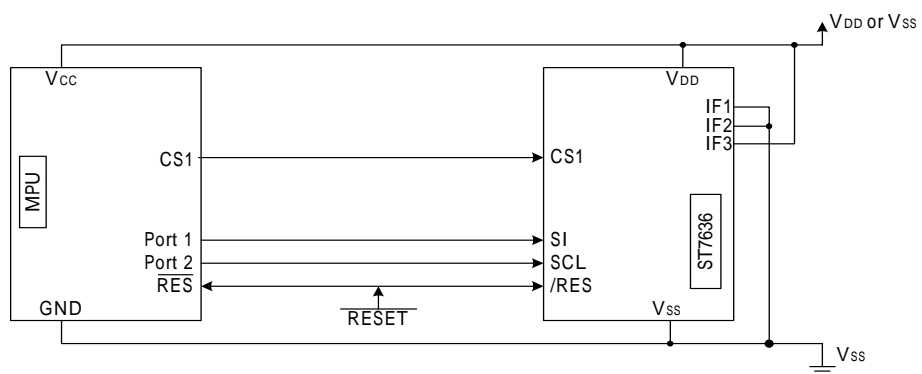 VDD or VSS
VCC
VDD
IF1
IF2
IF3
CS1
CS1
MPU
ST7636
Port 1
SI
Port 2
SCL
RES
/RES
GND
RESET
VSS
VSS